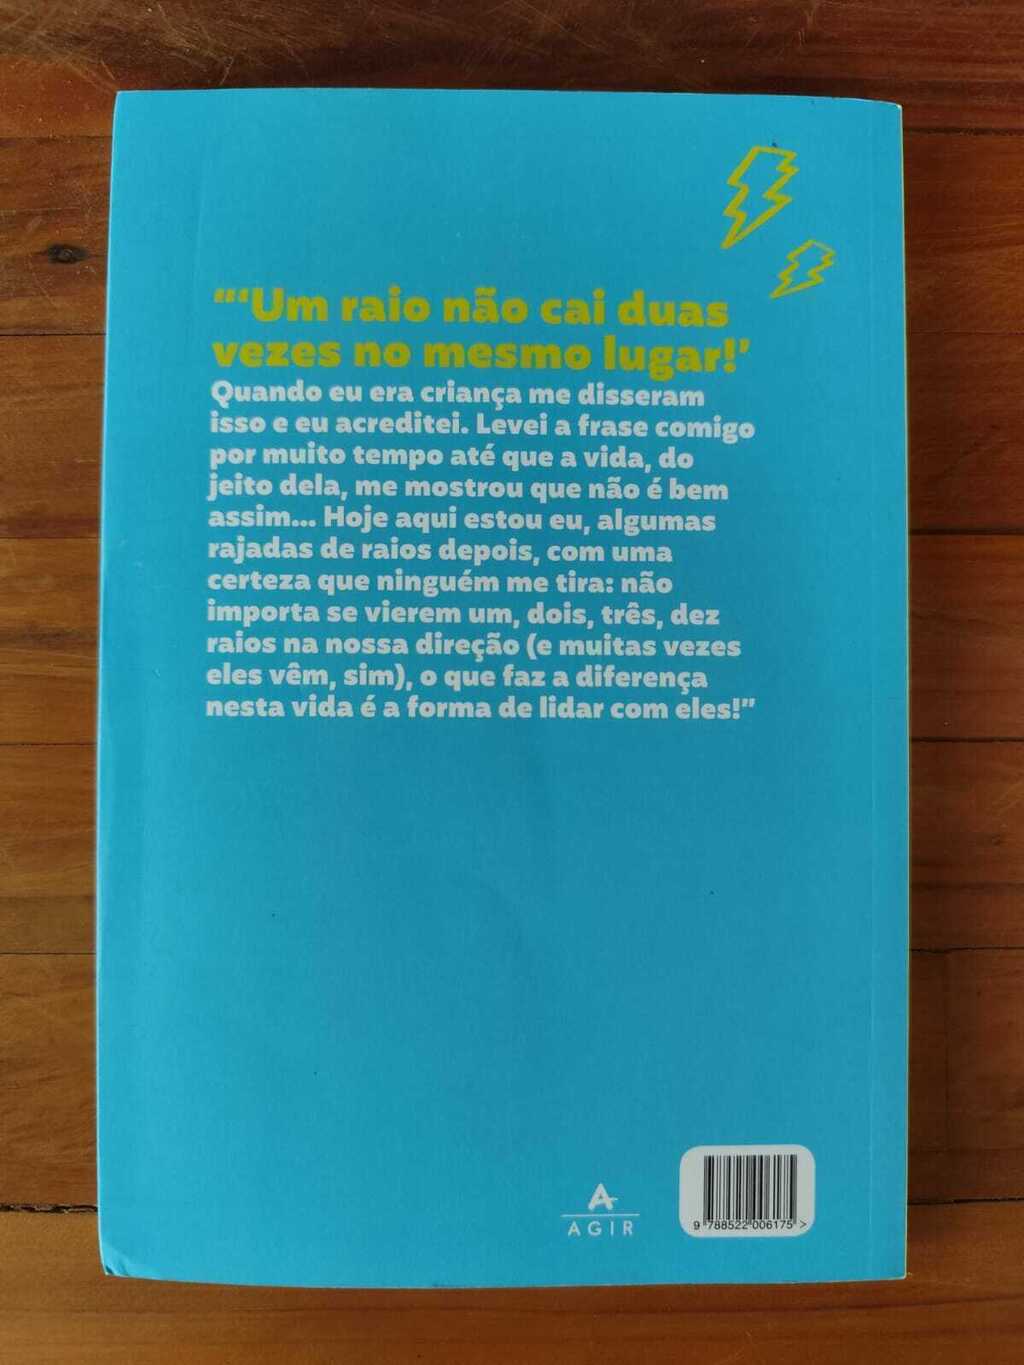 "'Um raio não cai duas
vezes no mesmo lugar!'
Quando eu era criança me disseram
isso e eu acreditei. Levei a frase comigo
por muito tempo até que a vida, do
jeito dela, me mostrou que não é bem
assim... Hoje aqui estou eu, algumas
rajadas de raios depois, com uma
certeza que ninguém me tira: não
importa se vierem um, dois, três, dez
raios na nossa direção (e muitas vezes
eles vêm, sim), o que faz a diferença
nesta vida é a forma de lidar com eles!"
A
AGIR
9 788522 006175 >